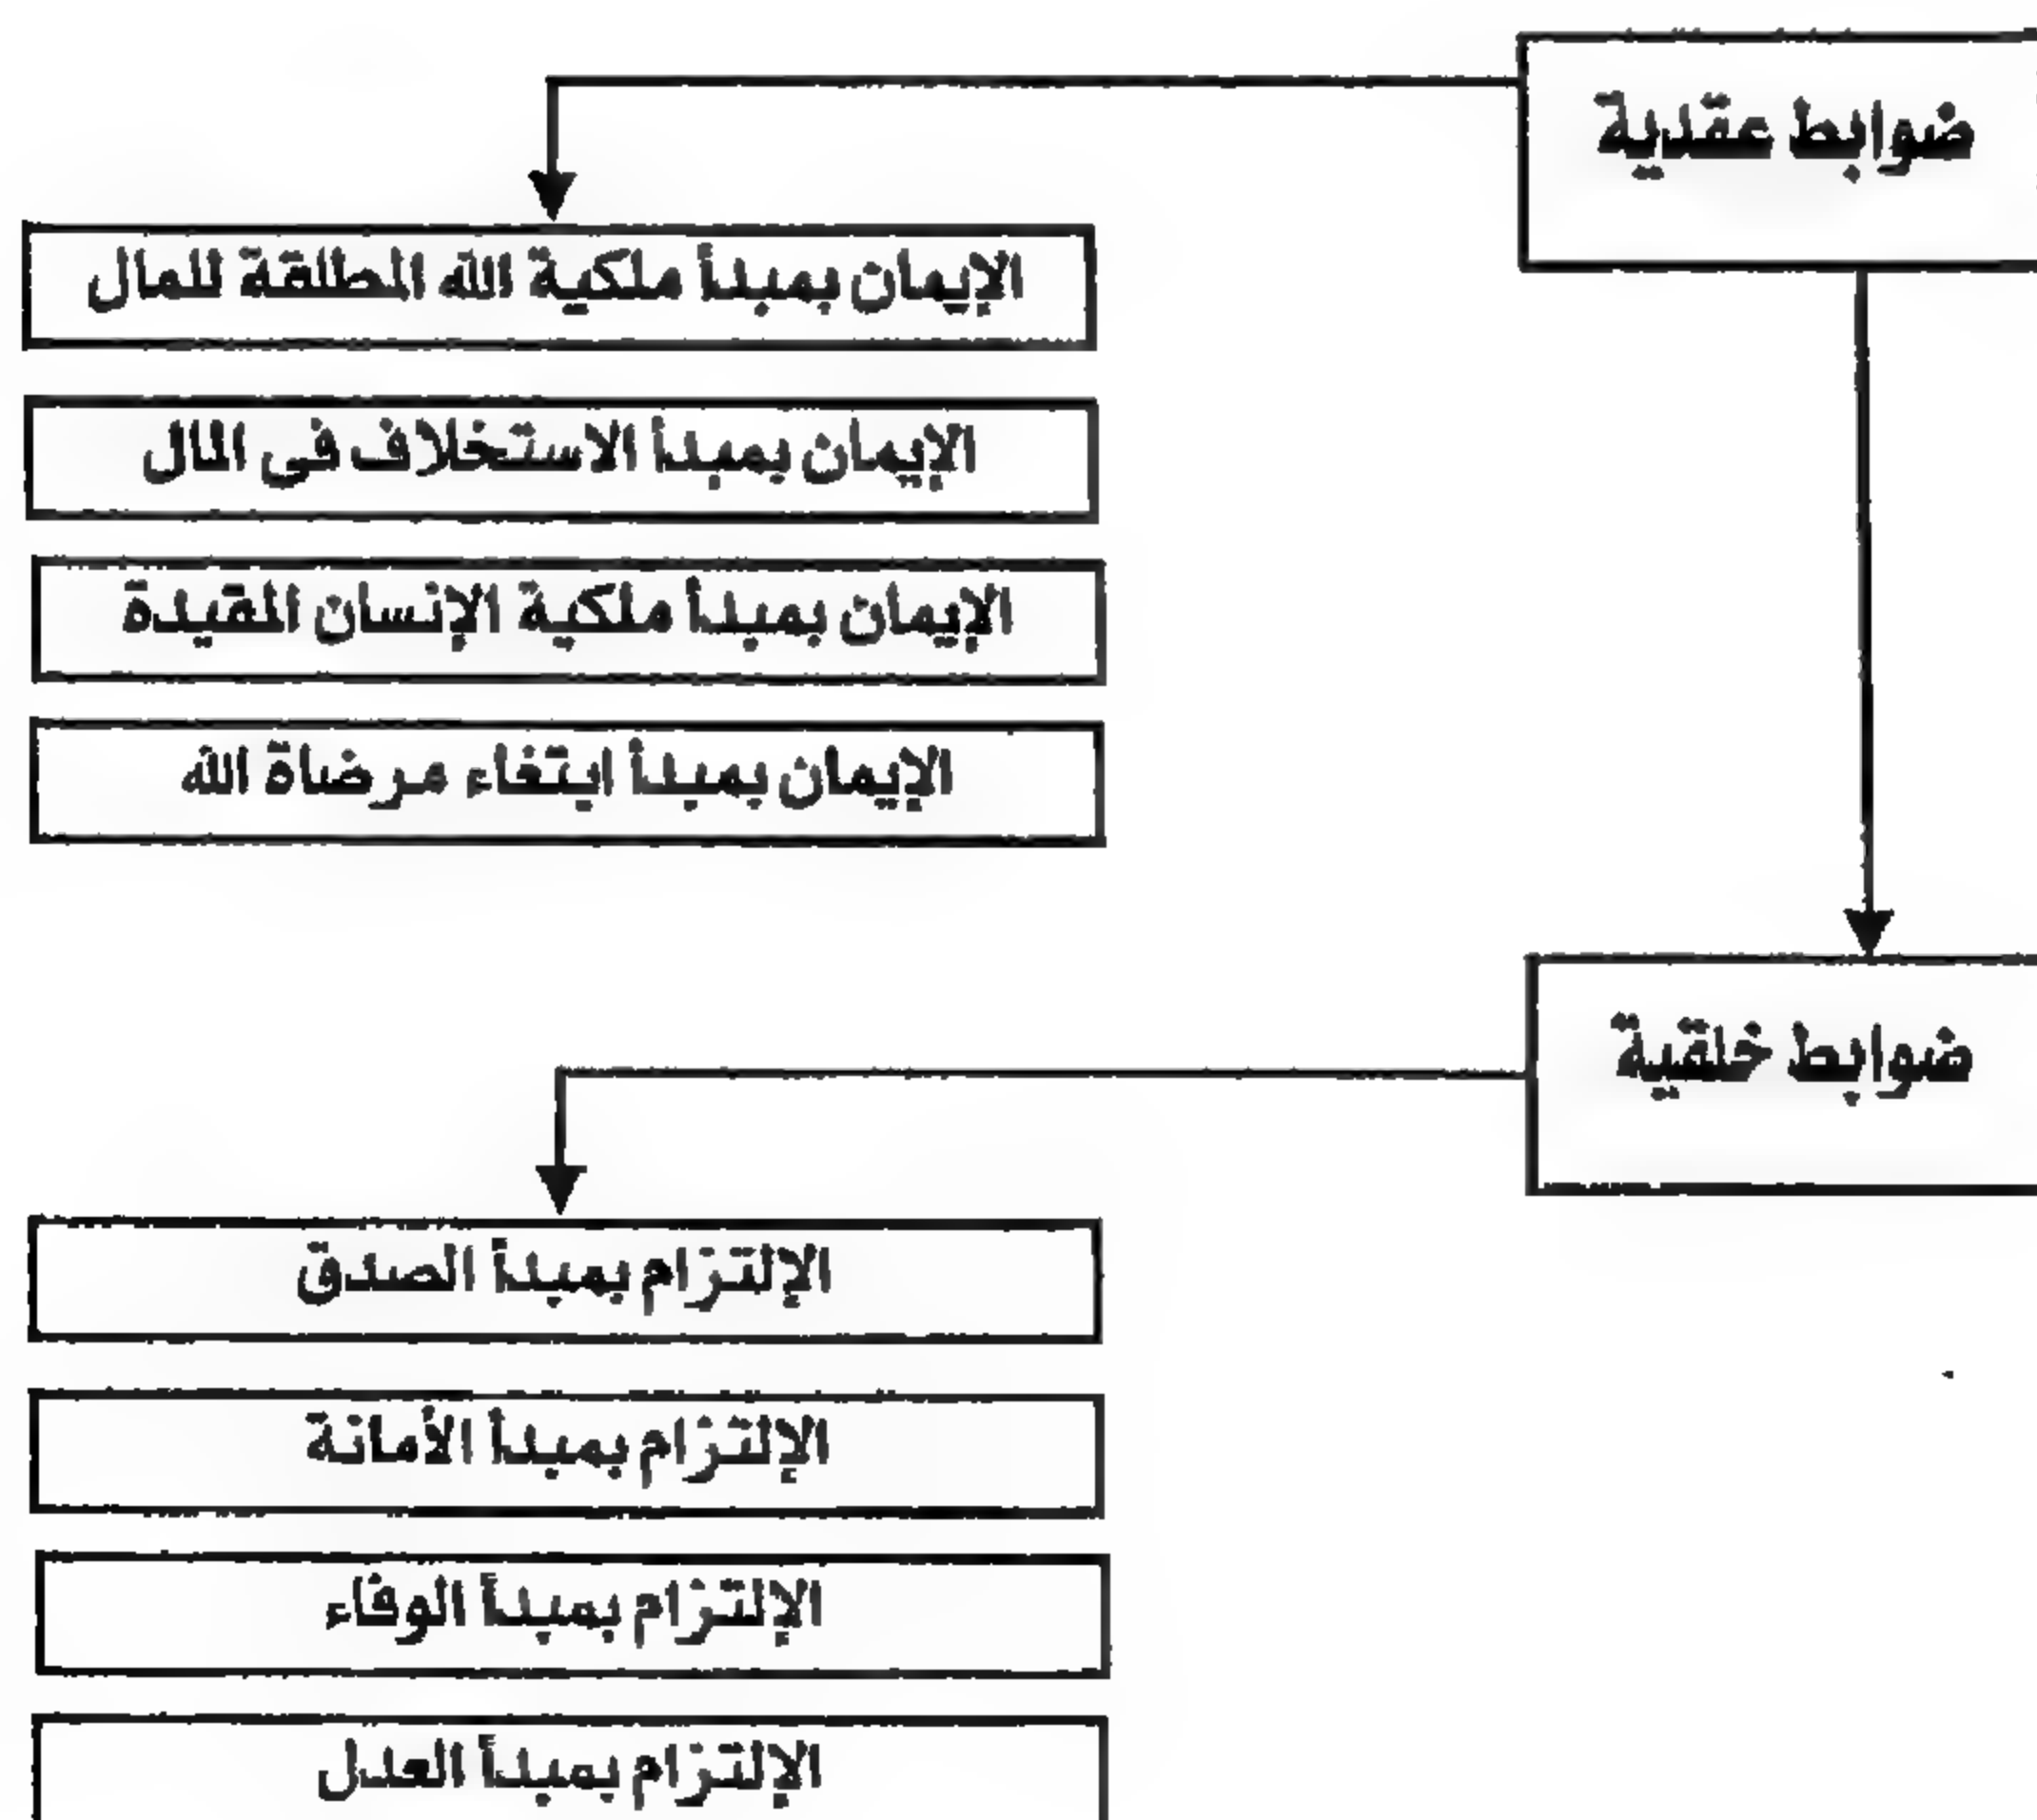 ضوابط عقدية
الإيمان بمبدأ ملكية الله المطلقة للمال
الإيمان بمبدأ الاستخلاف فى المال
الإيمان بمبدأ ملكية الإنسان المقيدة
الإيمان بمبدأ ابتغاء مرضاة الله
ضوابط خلقية
الإلتزام بمبدأ الصدق
الإلتزام بمبدأ الأمانة
الإلتزام بمبدأ الوفاء
الإلتزام بمبدأ العدل